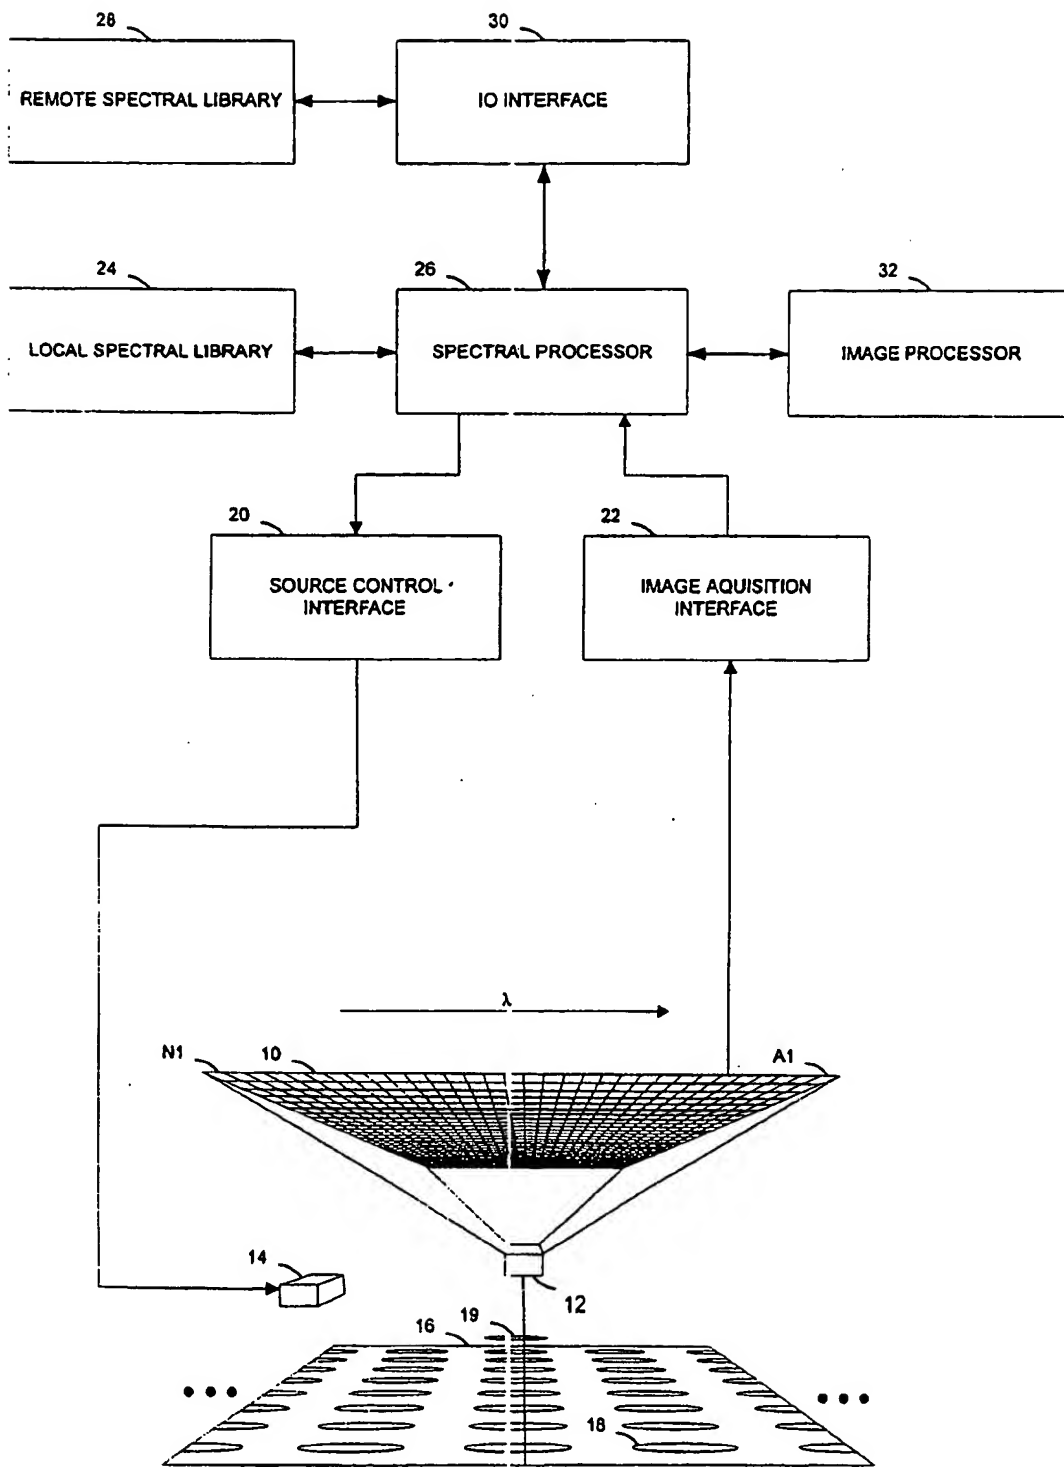 28
30
REMOTE SPECTRAL LIBRARY
IO INTERFACE
24
26
32
LOCAL SPECTRAL LIBRARY
SPECTRAL PROCESSOR
IMAGE PROCESSOR
20
22
SOURCE CONTROL
INTERFACE
IMAGE AQUISITION
INTERFACE
λ
N1
10
A1
14
12
19
16
18